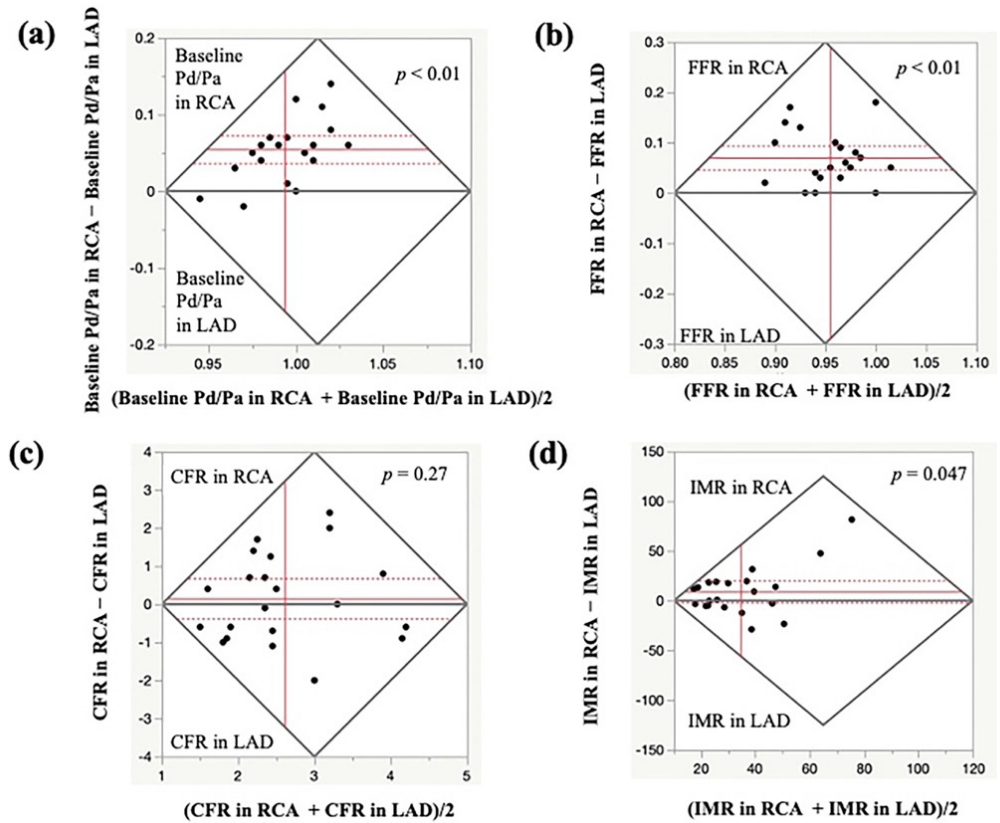 (a)
Baseline Pd/Pa in RCA – Baseline Pd/Pa in LAD
0.2
0.1
0
-0.1
-0.2
Baseline
Pd/Pa
in RCA
p < 0.01
Baseline
Pd/Pa
in LAD
0.95
1.00
1.05
1.10
(Baseline Pd/Pa in RCA + Baseline Pd/Pa in LAD)/2
(b)
FFR in RCA – FFR in LAD
0.3
0.2
0.1
0
-0.1
-0.2
-0.3
FFR in RCA
p < 0.01
FFR in LAD
0.80
0.85
0.90
0.95
1.00
1.05
1.10
(FFR in RCA + FFR in LAD)/2
(c)
CFR in RCA – CFR in LAD
4
3
2
1
0
-1
-2
-3
-4
CFR in RCA
p = 0.27
CFR in LAD
1
2
3
4
5
(CFR in RCA + CFR in LAD)/2
(d)
IMR in RCA – IMR in LAD
150
100
50
0
-50
-100
-150
IMR in RCA
p = 0.047
IMR in LAD
20
40
60
80
100
120
(IMR in RCA + IMR in LAD)/2